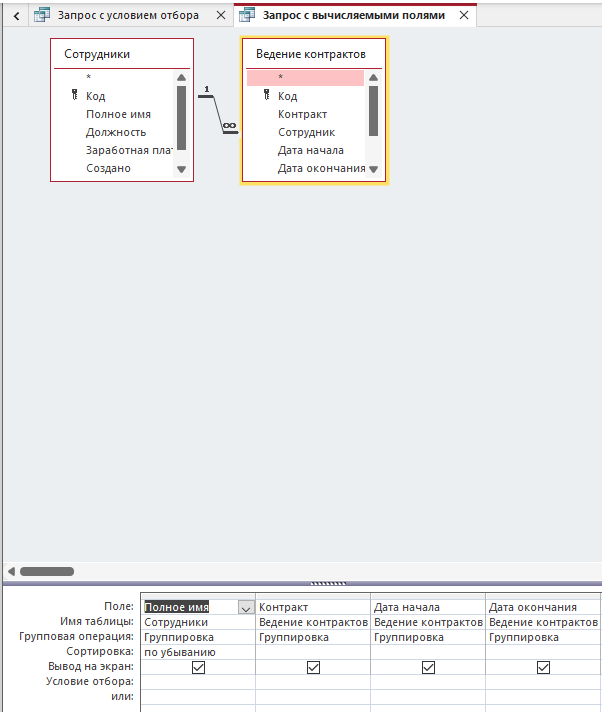 Запрос с условием отбора
Запрос с вычисляемыми полями
Сотрудники
*
Код
Полное имя
Должность
Заработная плат
Создано
1
∞
Ведение контрактов
*
Код
Контракт
Сотрудник
Дата начала
Дата окончания
Поле: Полное имя Контракт Дата начала Дата окончания
Имя таблицы: Сотрудники Ведение контрактов Ведение контрактов Ведение контрактов
Групповая операция: Группировка Группировка Группировка Группировка
Сортировка: по убыванию
Вывод на экран:
Условие отбора:
или: